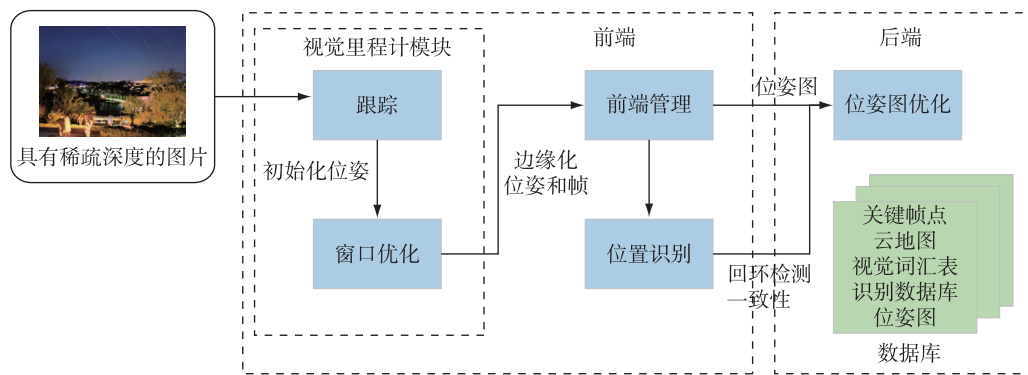 具有稀疏深度的图片
视觉里程计模块
跟踪
初始化位姿
窗口优化
前端
前端管理
边缘化
位姿和帧
位置识别
位姿图
回环检测
一致性
后端
位姿图优化
关键帧点
云地图
视觉词汇表
识别数据库
位姿图
数据库